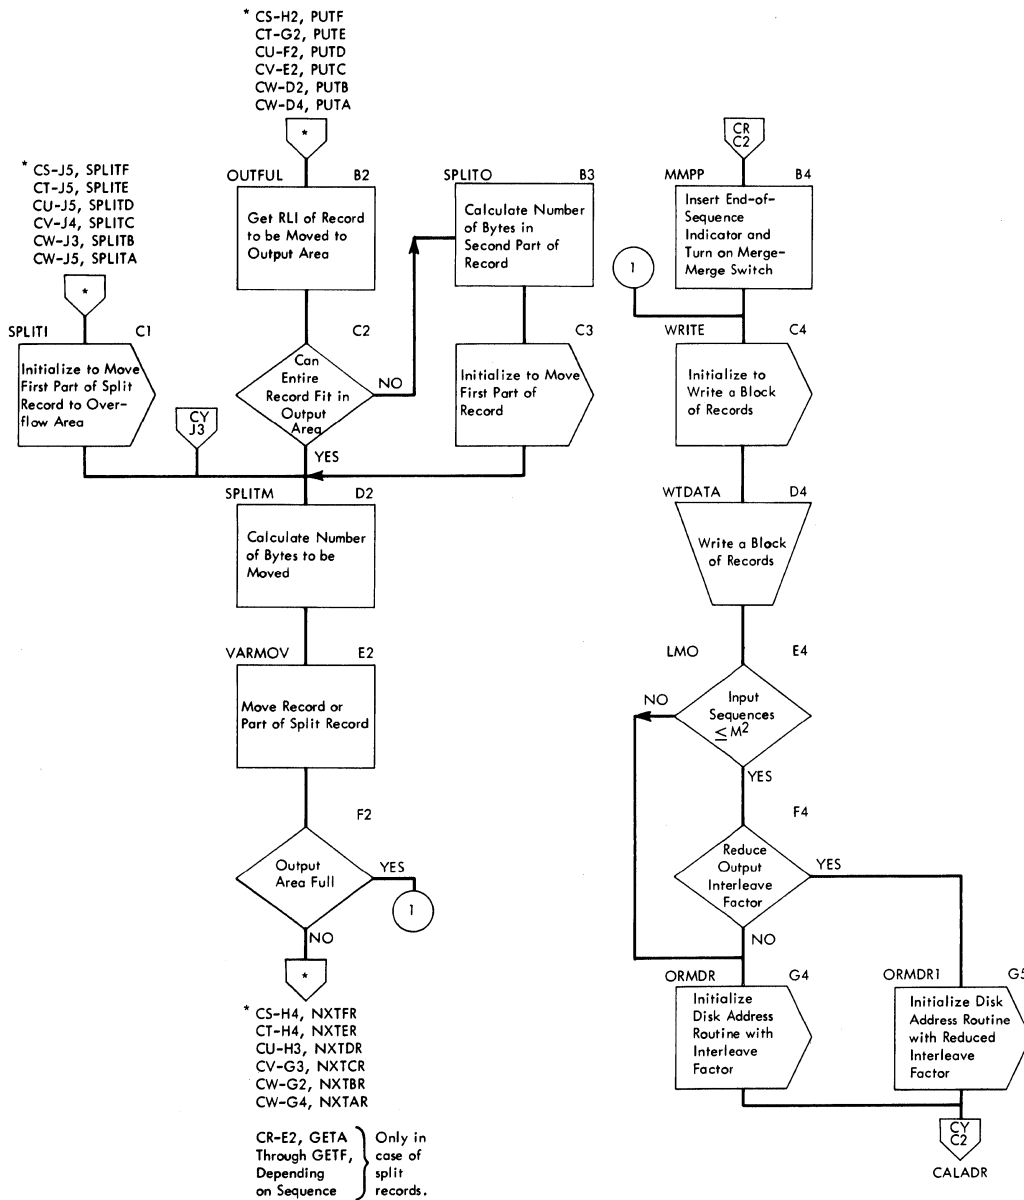 * CS-H2, PUTF
CT-G2, PUTE
CU-F2, PUTD
CV-E2, PUTC
CW-D2, PUTB
CW-D4, PUTA
*
* CS-J5, SPLITF
CT-J5, SPLITE
CU-J5, SPLITD
CV-J4, SPLITC
CW-J3, SPLITB
CW-J5, SPLITA
*
OUTFUL B2
Get RLI of Record
to be Moved to
Output Area
SPLITO B3
Calculate Number
of Bytes in
Second Part of
Record
SPLITI C1
Initialize to Move
First Part of Split
Record to Over-
flow Area
C2
Can
Entire
Record Fit in
Output
Area
NO
YES
C3
Initialize to Move
First Part of
Record
CY
J3
SPLITM D2
Calculate Number
of Bytes to be
Moved
VARMOV E2
Move Record or
Part of Split Record
F2
Output
Area Full
YES
1
NO
*
* CS-H4, NXTFR
CT-H4, NXTER
CU-H3, NXTDR
CV-G3, NXTCR
CW-G2, NXTBR
CW-G4, NXTAR
CR-E2, GETA
Through GETF,
Depending
on Sequence
Only in
case of
split
records.
CR
C2
MMPP B4
Insert End-of-
Sequence
Indicator and
Turn on Merge-
Merge Switch
1
WRITE C4
Initialize to
Write a Block
of Records
WTDATA D4
Write a Block
of Records
LMO E4
Input
Sequences
≤ M²
NO
YES
F4
Reduce
Output
Interleave
Factor
YES
NO
ORMDR G4
Initialize
Disk Address
Routine with
Interleave
Factor
ORMDR1 G5
Initialize Disk
Address Routine
with Reduced
Interleave
Factor
CY
C2
CALADR